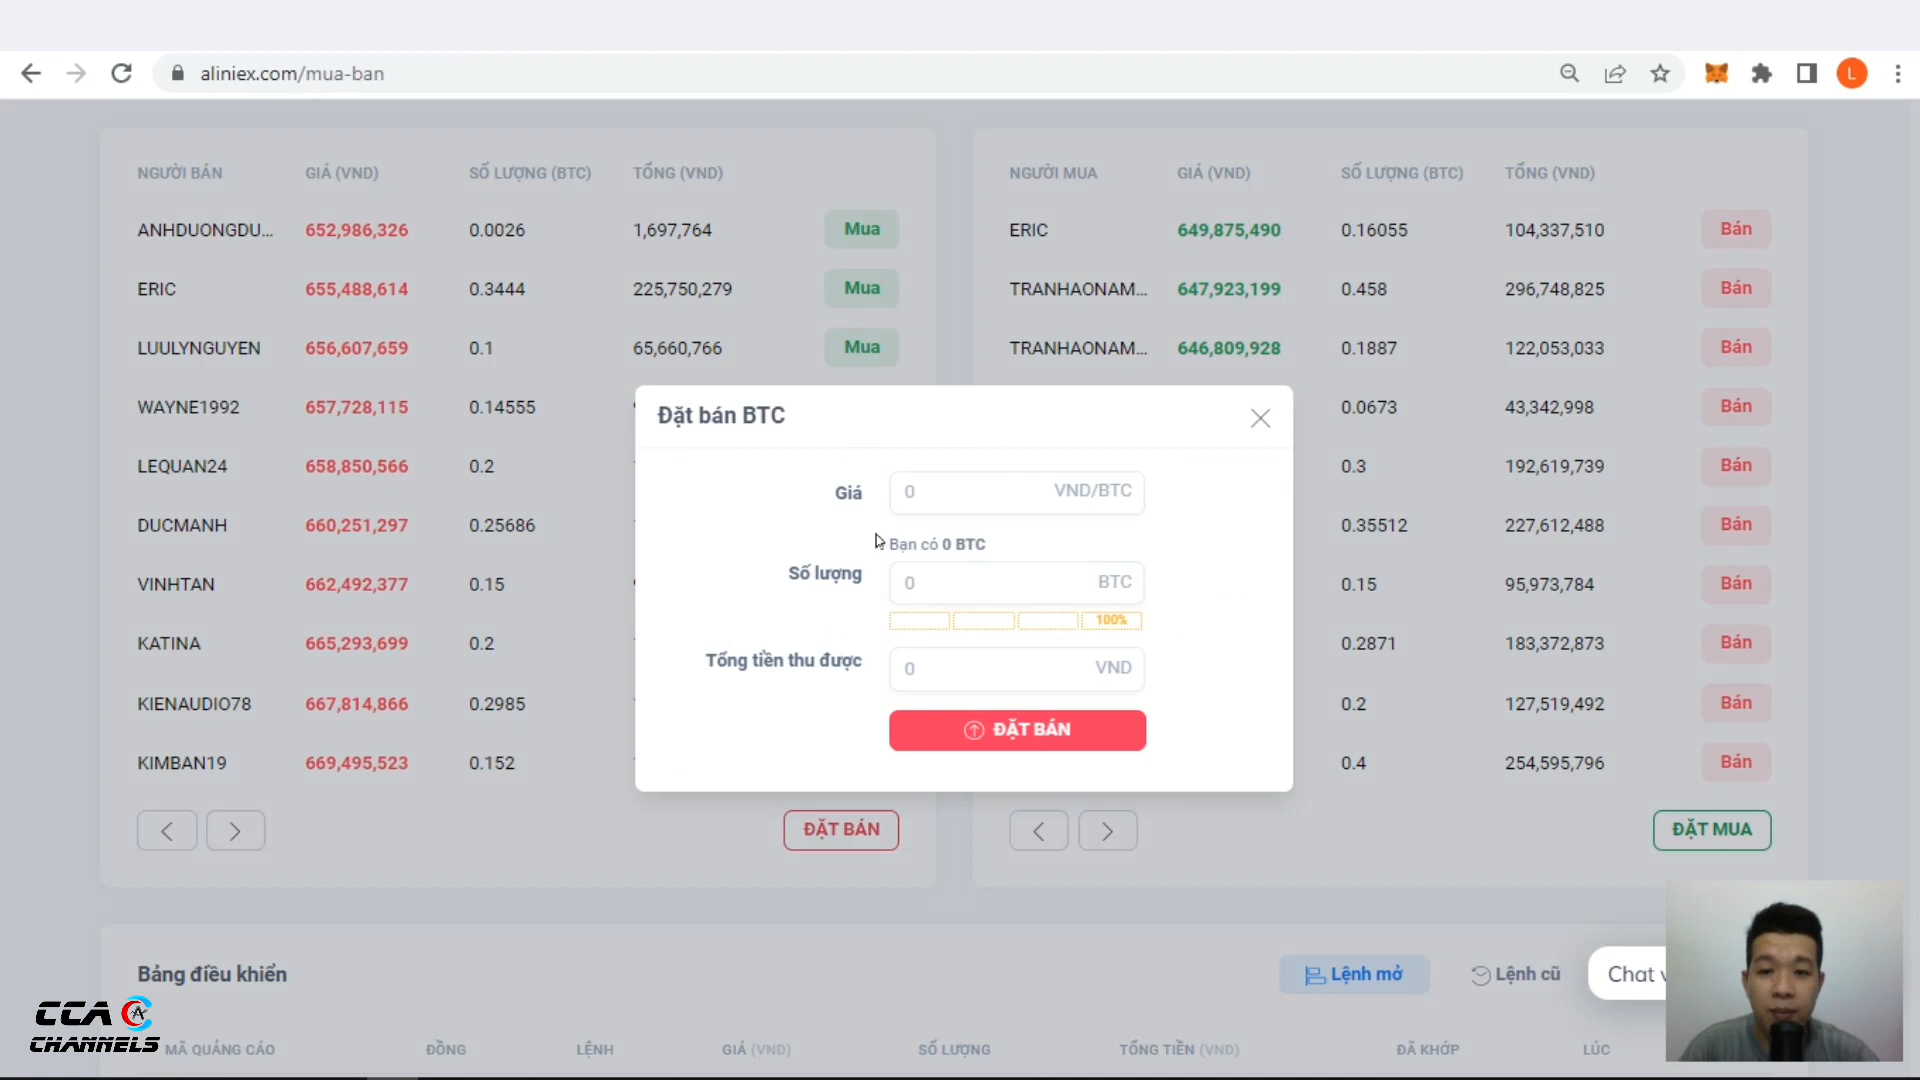 aliniex.com/mua-ban
L
NGƯỜI BÁN GIÁ (VND) SỐ LƯỢNG (BTC) TỔNG (VND)
ANHDUONGDU... 652,986,326 0.0026 1,697,764 Mua
ERIC 655,488,614 0.3444 225,750,279 Mua
LUULYNGUYEN 656,607,659 0.1 65,660,766 Mua
WAYNE1992 657,728,115 0.14555
LEQUAN24 658,850,566 0.2
DUCMANH 660,251,297 0.25686
VINHTAN 662,492,377 0.15
KATINA 665,293,699 0.2
KIENAUDIO78 667,814,866 0.2985
KIMBAN19 669,495,523 0.152
ĐẶT BÁN
NGƯỜI MUA GIÁ (VND) SỐ LƯỢNG (BTC) TỔNG (VND)
ERIC 649,875,490 0.16055 104,337,510 Bán
TRANHAONAM... 647,923,199 0.458 296,748,825 Bán
TRANHAONAM... 646,809,928 0.1887 122,053,033 Bán
0.0673 43,342,998 Bán
0.3 192,619,739 Bán
0.35512 227,612,488 Bán
0.15 95,973,784 Bán
0.2871 183,372,873 Bán
0.2 127,519,492 Bán
0.4 254,595,796 Bán
ĐẶT MUA
Đặt bán BTC
Giá 0 VND/BTC
Bạn có 0 BTC
Số lượng 0 BTC
100%
Tổng tiền thu được 0 VND
ĐẶT BÁN
Bảng điều khiển Lệnh mở Lệnh cũ Chat
CCA CA
CHANNELS
MÃ QUẢNG CÁO ĐỒNG LỆNH GIÁ (VND) SỐ LƯỢNG TỔNG TIỀN (VND) ĐÃ KHỚP LÚC